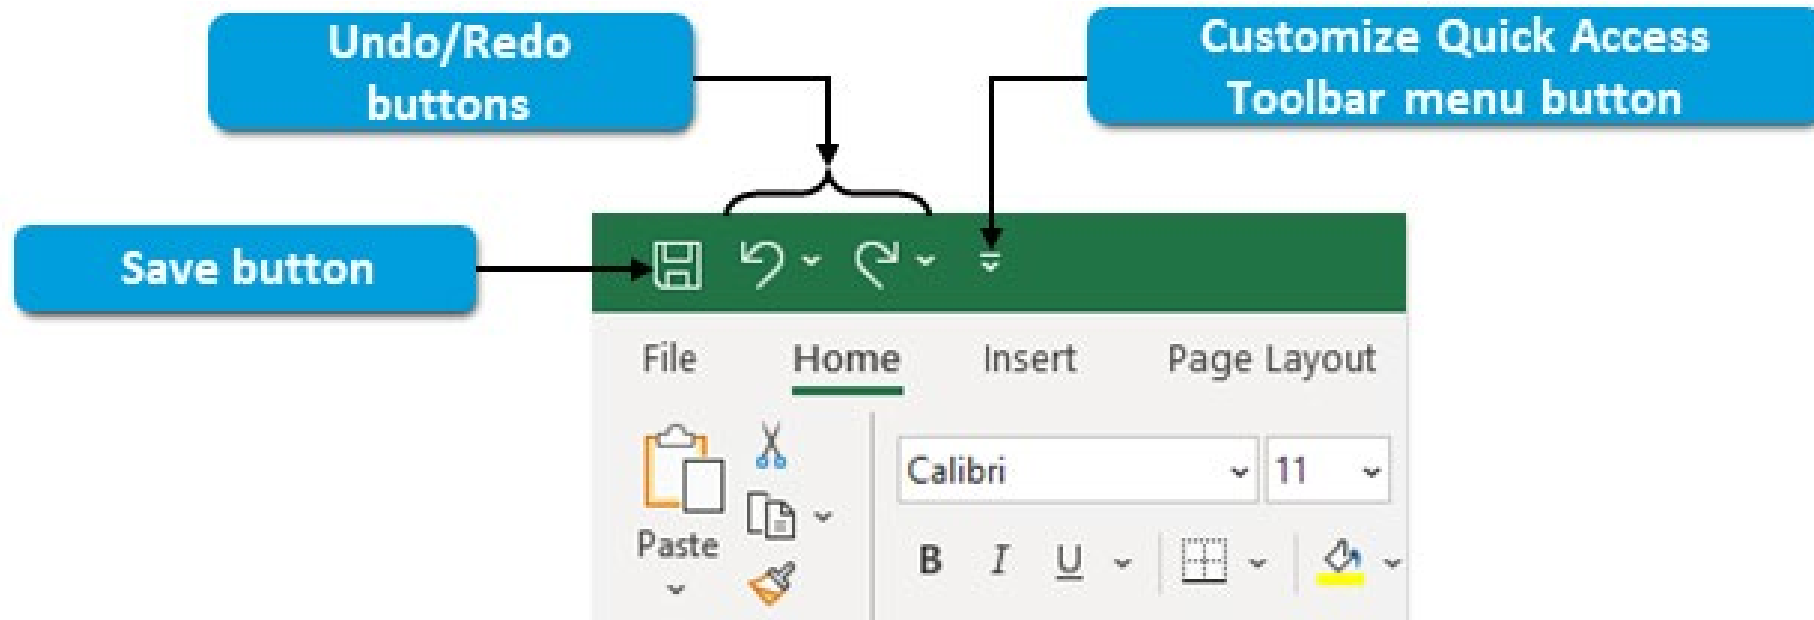 Undo/Redo
buttons
Customize Quick Access
Toolbar menu button
Save button
File Home Insert Page Layout
Calibri 11
Paste
B I U